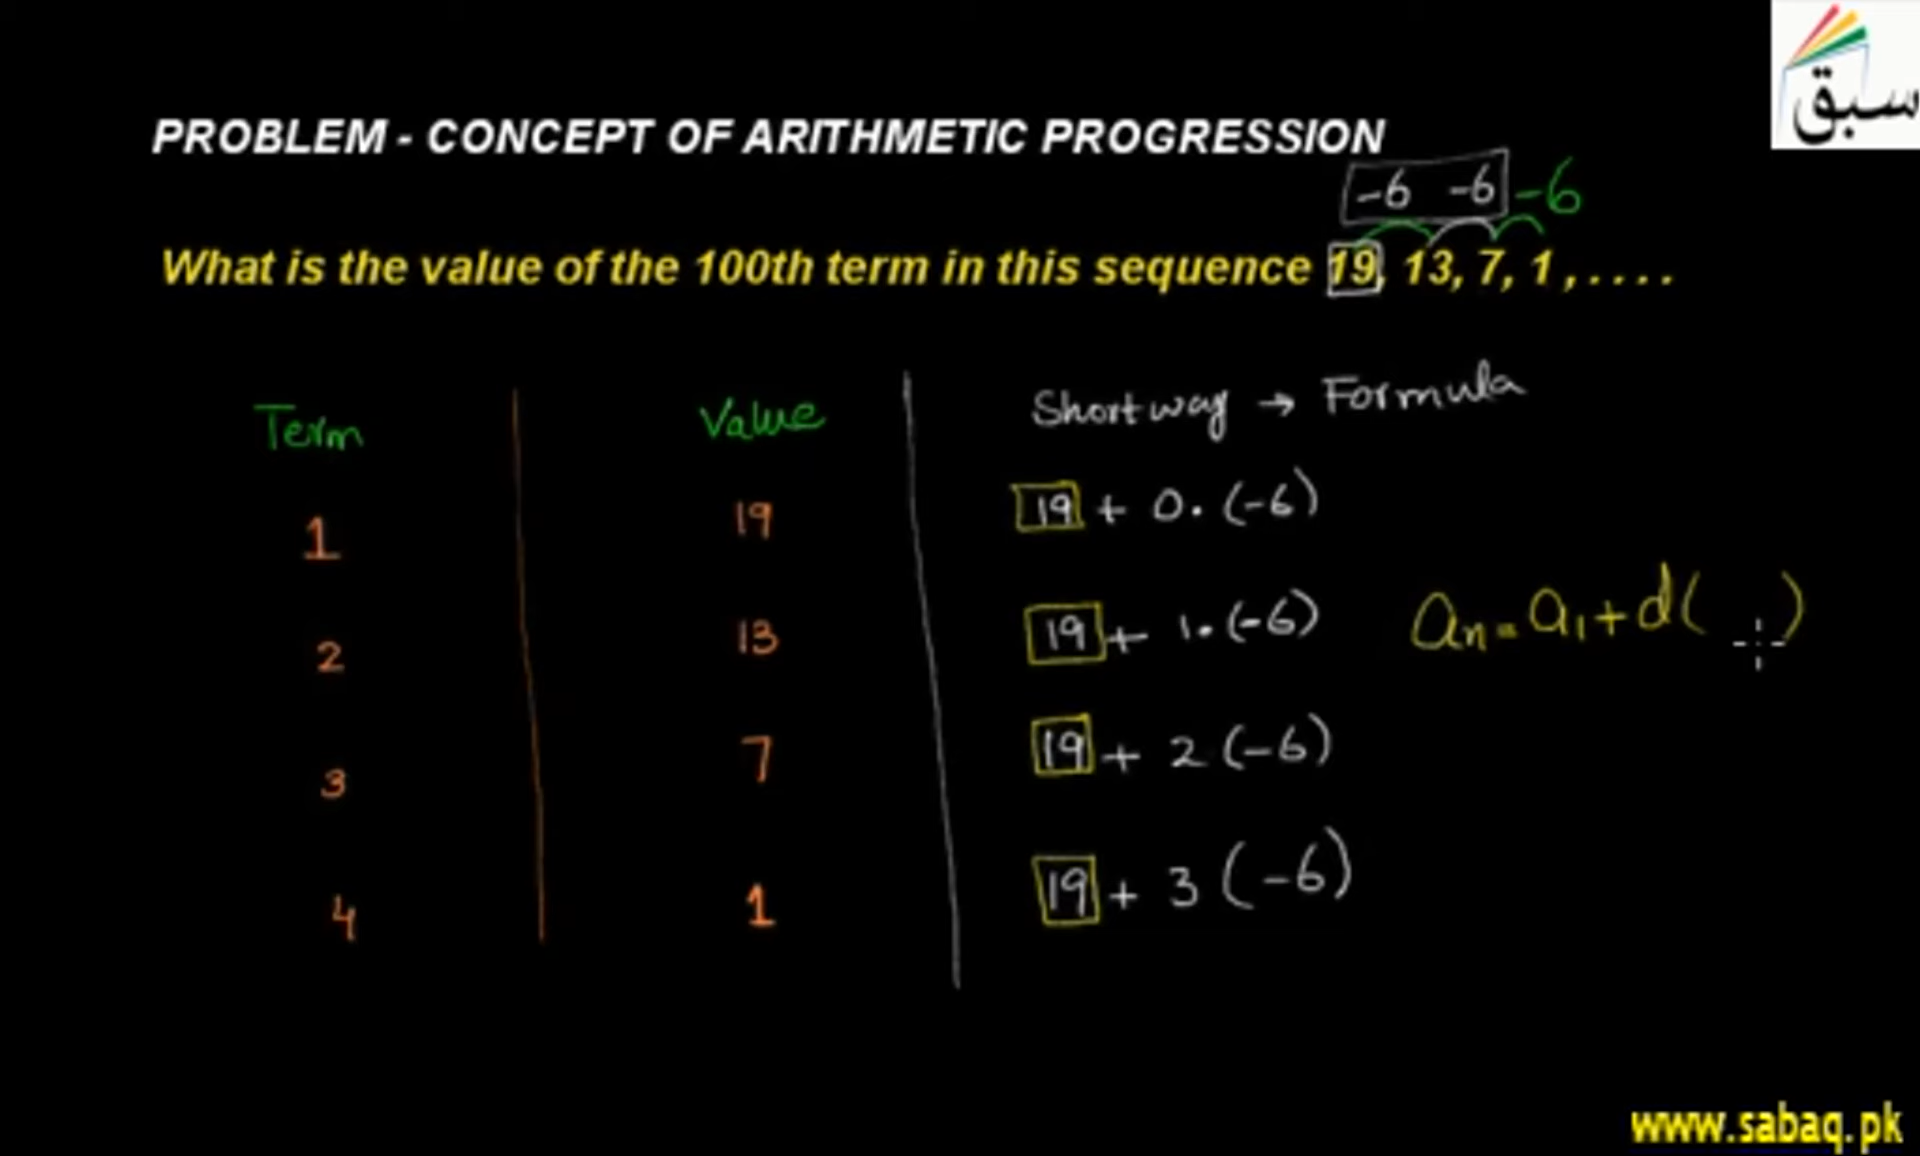 سبق
PROBLEM - CONCEPT OF ARITHMETIC PROGRESSION
-6 -6 -6
What is the value of the 100th term in this sequence 19, 13, 7, 1 , . . . .
Term Value Shortway → Formula
1 19 19 + 0. (-6)
2 13 19 + 1. (-6) an = a1 + d( )
3 7 19 + 2 (-6)
4 1 19 + 3 (-6)
www.sabaq.pk